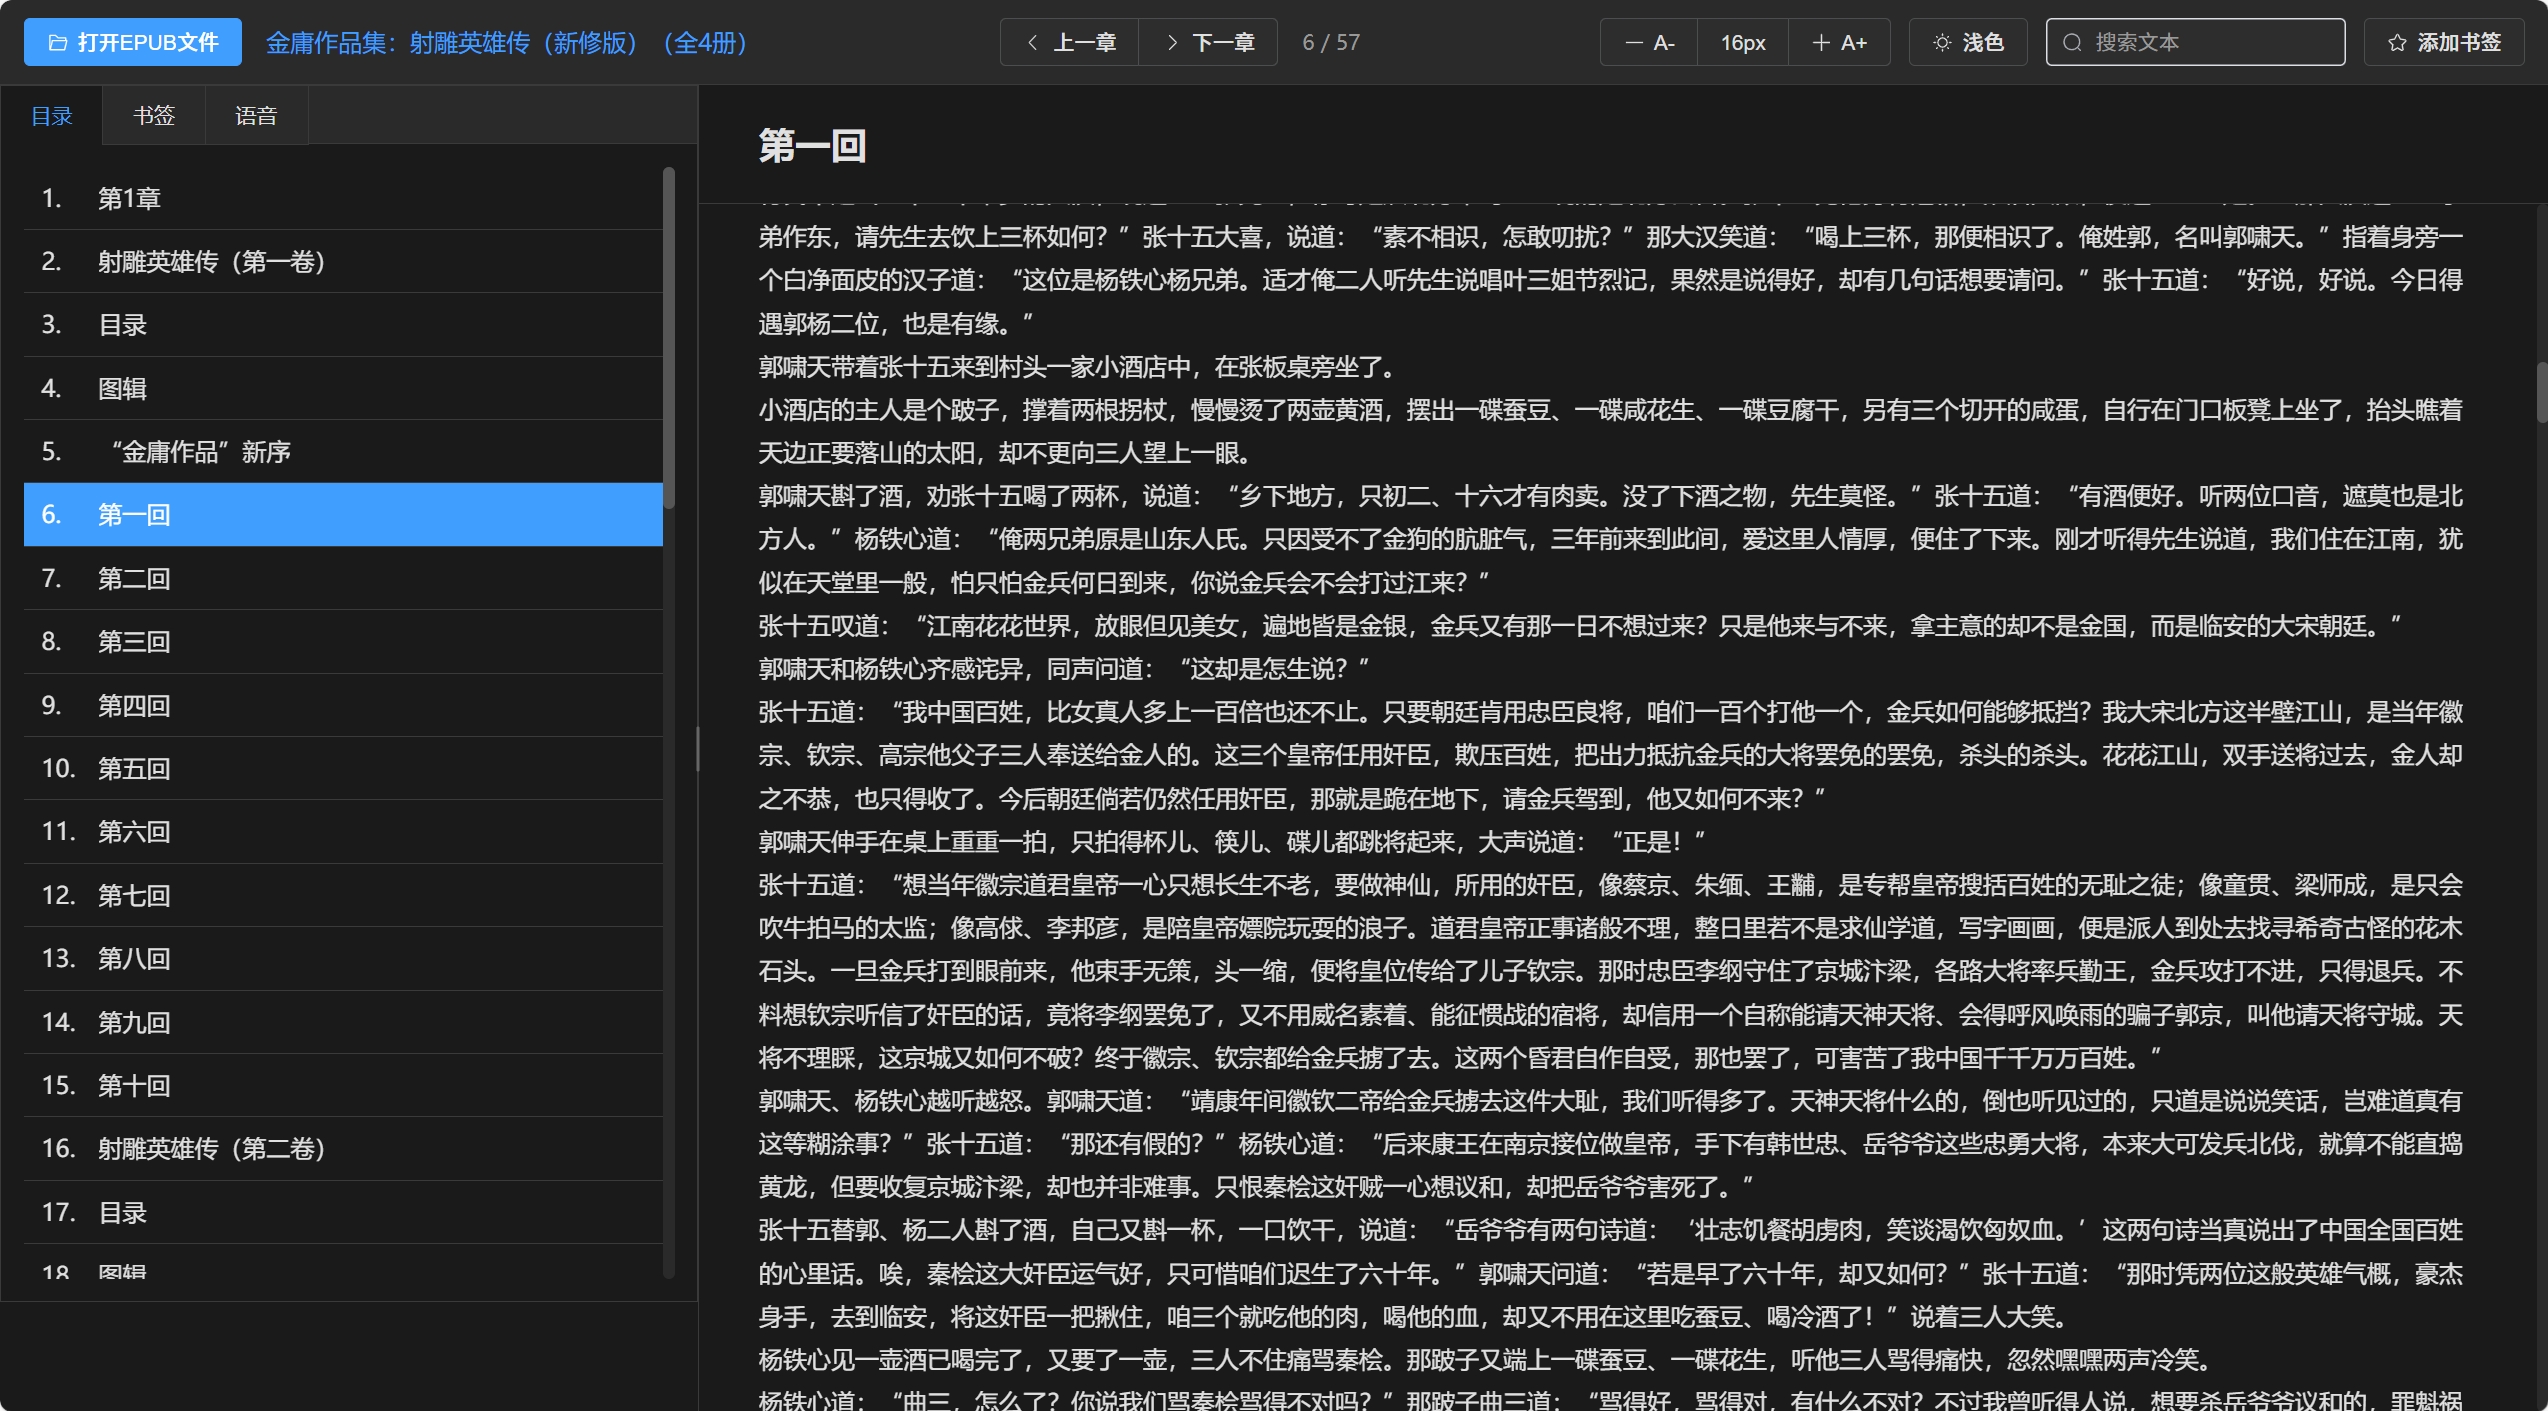 打开EPUB文件
金庸作品集：射雕英雄传（新修版）（全4册）
上一章
下一章
6 / 57
A-
16px
A+
浅色
搜索文本
添加书签
目录
书签
语音
1. 第1章
2. 射雕英雄传（第一卷）
3. 目录
4. 图辑
5. “金庸作品”新序
6. 第一回
7. 第二回
8. 第三回
9. 第四回
10. 第五回
11. 第六回
12. 第七回
13. 第八回
14. 第九回
15. 第十回
16. 射雕英雄传（第二卷）
17. 目录
18 图辑
第一回
弟作东，请先生去饮上三杯如何？”张十五大喜，说道：“素不相识，怎敢叨扰？”那大汉笑道：“喝上三杯，那便相识了。俺姓郭，名叫郭啸天。”指着身旁一
个白净面皮的汉子道：“这位是杨铁心杨兄弟。适才俺二人听先生说唱叶三姐节烈记，果然是说得好，却有几句话想要请问。”张十五道：“好说，好说。今日得
遇郭杨二位，也是有缘。”
郭啸天带着张十五来到村头一家小酒店中，在张板桌旁坐了。
小酒店的主人是个跛子，撑着两根拐杖，慢慢烫了两壶黄酒，摆出一碟蚕豆、一碟咸花生、一碟豆腐干，另有三个切开的咸蛋，自行在门口板凳上坐了，抬头瞧着
天边正要落山的太阳，却不更向三人望上一眼。
郭啸天斟了酒，劝张十五喝了两杯，说道：“乡下地方，只初二、十六才有肉卖。没了下酒之物，先生莫怪。”张十五道：“有酒便好。听两位口音，遮莫也是北
方人。”杨铁心道：“俺两兄弟原是山东人氏。只因受不了金狗的肮脏气，三年前来到此间，爱这里人情厚，便住了下来。刚才听得先生说道，我们住在江南，犹
似在天堂里一般，怕只怕金兵何日到来，你说金兵会不会打过江来？”
张十五叹道：“江南花花世界，放眼但见美女，遍地皆是金银，金兵又有那一日不想过来？只是他来与不来，拿主意的却不是金国，而是临安的大宋朝廷。”
郭啸天和杨铁心齐感诧异，同声问道：“这却是怎生说？”
张十五道：“我中国百姓，比女真人多上一百倍也还不止。只要朝廷肯用忠臣良将，咱们一百个打他一个，金兵如何能够抵挡？我大宋北方这半壁江山，是当年徽
宗、钦宗、高宗他父子三人奉送给金人的。这三个皇帝任用奸臣，欺压百姓，把出力抵抗金兵的大将罢免的罢免，杀头的杀头。花花江山，双手送将过去，金人却
之不恭，也只得收了。今后朝廷倘若仍然任用奸臣，那就是跪在地下，请金兵驾到，他又如何不来？”
郭啸天伸手在桌上重重一拍，只拍得杯儿、筷儿、碟儿都跳将起来，大声说道：“正是！”
张十五道：“想当年徽宗道君皇帝一心只想长生不老，要做神仙，所用的奸臣，像蔡京、朱缅、王黼，是专帮皇帝搜括百姓的无耻之徒；像童贯、梁师成，是只会
吹牛拍马的太监；像高俅、李邦彦，是陪皇帝嫖院玩耍的浪子。道君皇帝正事诸般不理，整日里若不是求仙学道，写字画画，便是派人到处去找寻希奇古怪的花木
石头。一旦金兵打到眼前来，他束手无策，头一缩，便将皇位传给了儿子钦宗。那时忠臣李纲守住了京城汴梁，各路大将率兵勤王，金兵攻打不进，只得退兵。不
料想钦宗听信了奸臣的话，竟将李纲罢免了，又不用威名素着、能征惯战的宿将，却信用一个自称能请天神天将、会得呼风唤雨的骗子郭京，叫他请天将守城。天
将不理睬，这京城又如何不破？终于徽宗、钦宗都给金兵掳了去。这两个昏君自作自受，那也罢了，可害苦了我中国千千万万百姓。”
郭啸天、杨铁心越听越怒。郭啸天道：“靖康年间徽钦二帝给金兵掳去这件大耻，我们听得多了。天神天将什么的，倒也听见过的，只道是说说笑话，岂难道真有
这等糊涂事？”张十五道：“那还有假的？”杨铁心道：“后来康王在南京接位做皇帝，手下有韩世忠、岳爷爷这些忠勇大将，本来大可发兵北伐，就算不能直捣
黄龙，但要收复京城汴梁，却也并非难事。只恨秦桧这奸贼一心想议和，却把岳爷爷害死了。”
张十五替郭、杨二人斟了酒，自己又斟一杯，一口饮干，说道：“岳爷爷有两句诗道：‘壮志饥餐胡虏肉，笑谈渴饮匈奴血。’这两句诗当真说出了中国全国百姓
的心里话。唉，秦桧这大奸臣运气好，只可惜咱们迟生了六十年。”郭啸天问道：“若是早了六十年，却又如何？”张十五道：“那时凭两位这般英雄气概，豪杰
身手，去到临安，将这奸臣一把揪住，咱三个就吃他的肉，喝他的血，却又不用在这里吃蚕豆、喝冷酒了！”说着三人大笑。
杨铁心见一壶酒已喝完了，又要了一壶，三人不住痛骂秦桧。那跛子又端上一碟蚕豆、一碟花生，听他三人骂得痛快，忽然嘿嘿两声冷笑。
杨铁心道：“曲三，怎么了？你说我们骂秦桧骂得不对吗？”那跛子曲三道：“骂得好，骂得对，有什么不对？不过我曾听得人说，想要杀岳爷爷议和的，罪魁祸